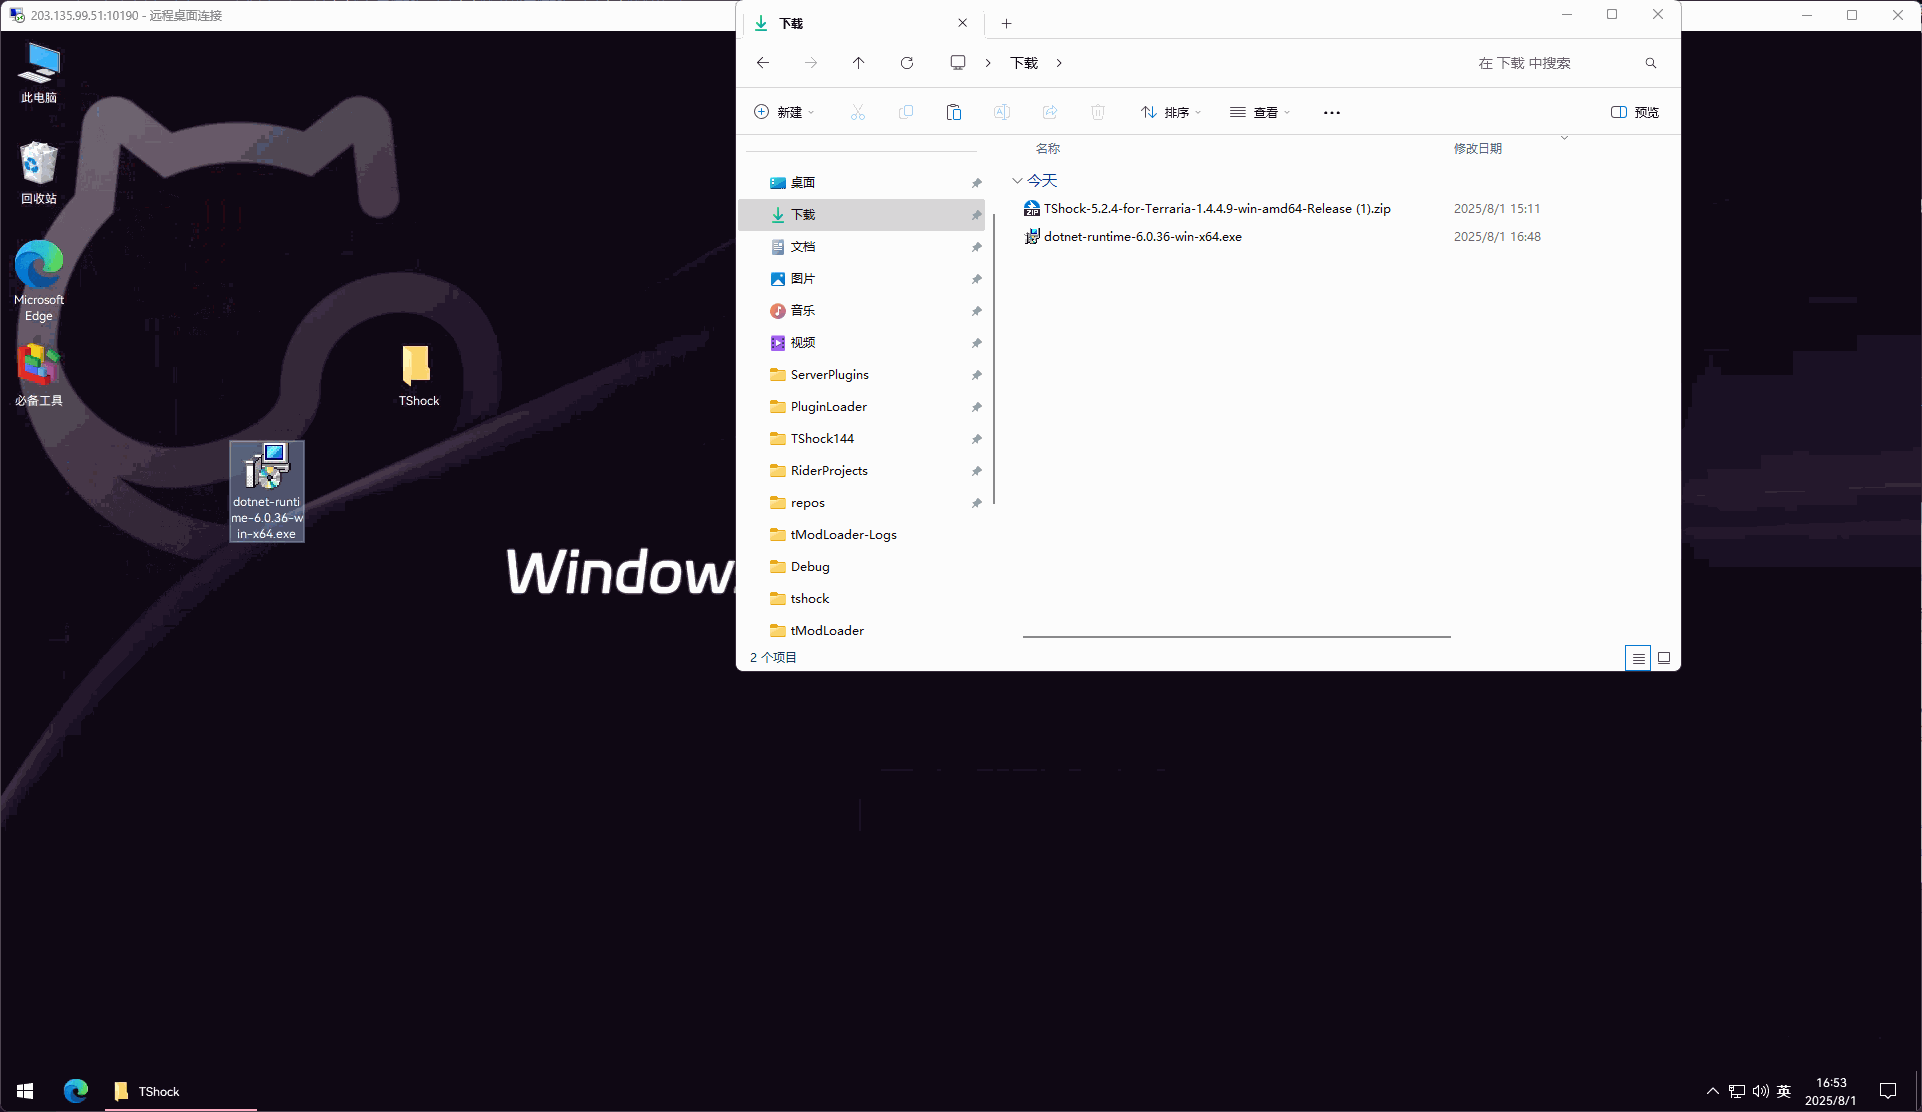 203.135.99.51:10190 - 远程桌面连接
此电脑
回收站
Microsoft
Edge
必备工具
TShock
dotnet-runti
me-6.0.36-w
in-x64.exe
Window
下载
下载
在 下载 中搜索
新建
排序
查看
预览
名称
修改日期
桌面
下载
文档
图片
音乐
视频
ServerPlugins
PluginLoader
TShock144
RiderProjects
repos
tModLoader-Logs
Debug
tshock
tModLoader
今天
TShock-5.2.4-for-Terraria-1.4.4.9-win-amd64-Release (1).zip
2025/8/1 15:11
dotnet-runtime-6.0.36-win-x64.exe
2025/8/1 16:48
2 个项目
TShock
英
16:53
2025/8/1